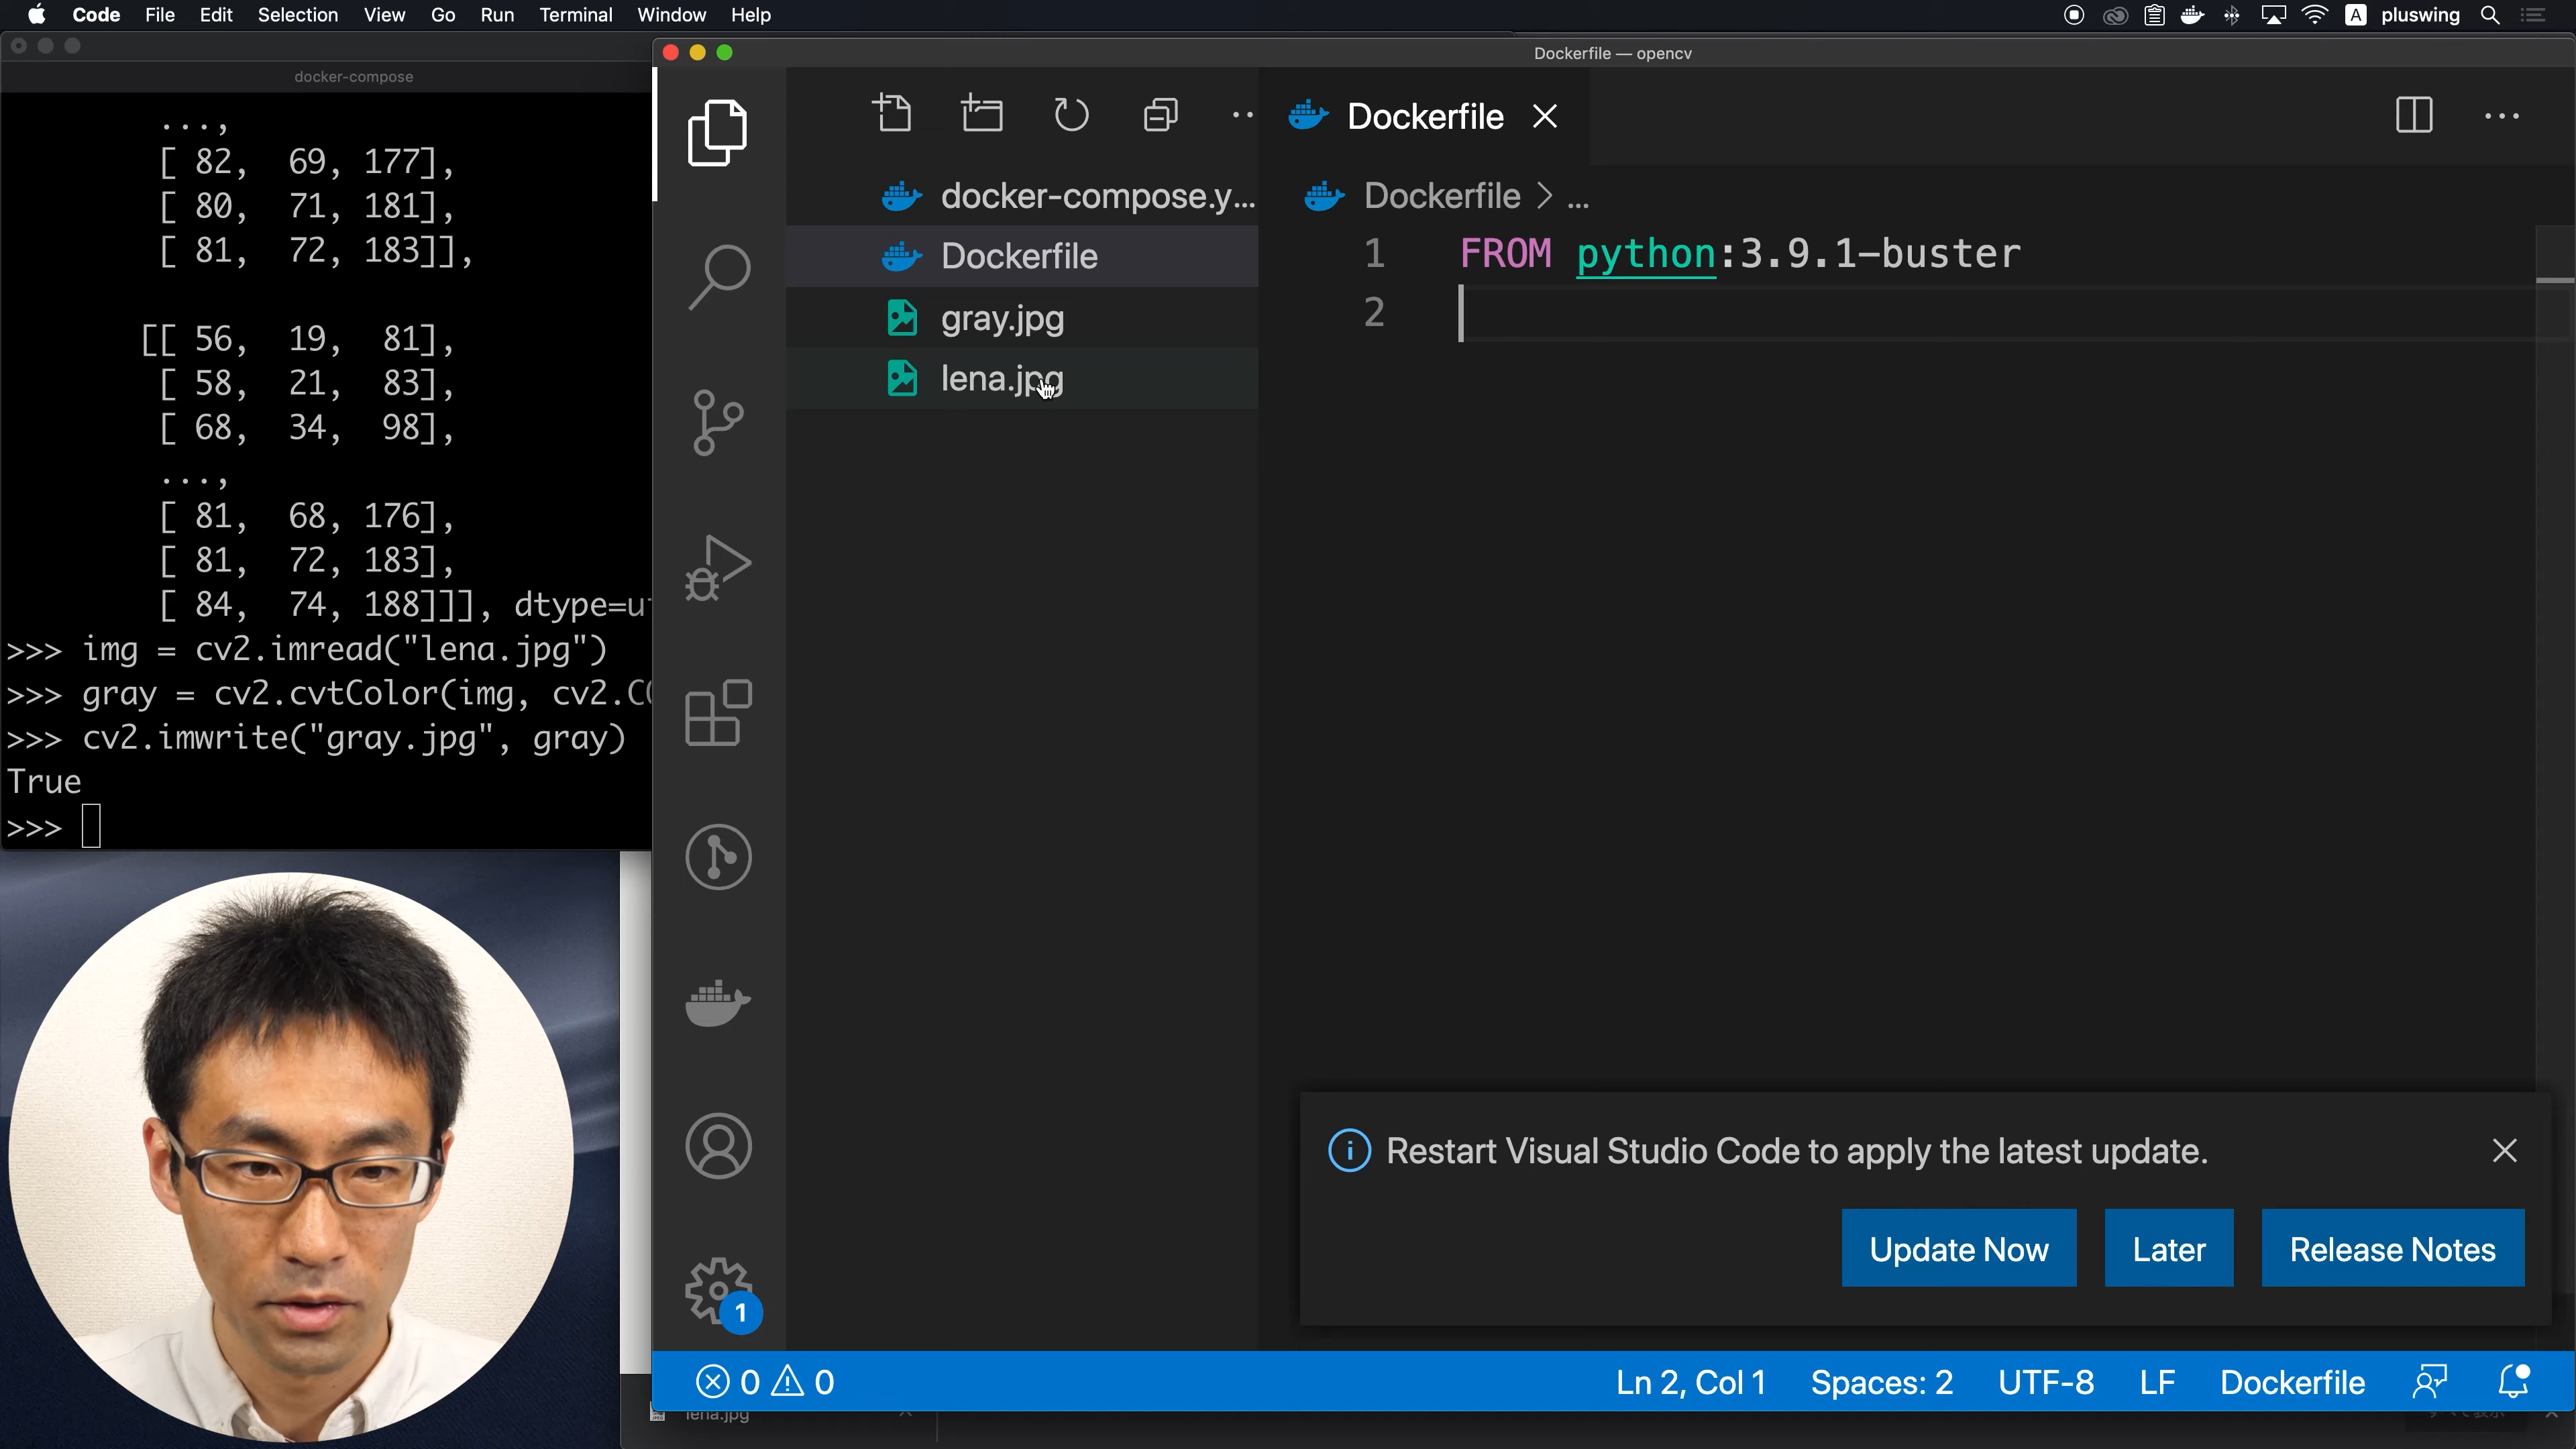 Code File Edit Selection View Go Run Terminal Window Help
A pluswing
docker-compose
...,
[ 82, 69, 177],
[ 80, 71, 181],
[ 81, 72, 183]],
[[ 56, 19, 81],
[ 58, 21, 83],
[ 68, 34, 98],
...,
[ 81, 68, 176],
[ 81, 72, 183],
[ 84, 74, 188]]], dtype=u
>>> img = cv2.imread("lena.jpg")
>>> gray = cv2.cvtColor(img, cv2.CO
>>> cv2.imwrite("gray.jpg", gray)
True
>>>
Dockerfile — opencv
docker-compose.y...
Dockerfile
gray.jpg
lena.jpg
Dockerfile
Dockerfile > ...
1 FROM python:3.9.1-buster
2
Restart Visual Studio Code to apply the latest update.
Update Now Later Release Notes
1
0 0 Ln 2, Col 1 Spaces: 2 UTF-8 LF Dockerfile
lena.jpg